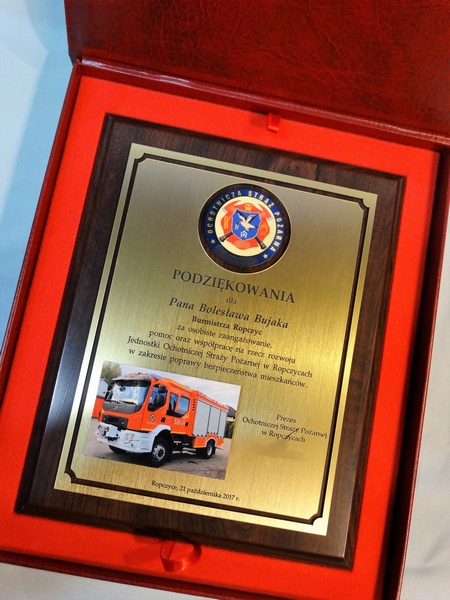 OCHOTNICZA STRAŻ POŻARNA
PODZIĘKOWANIA
dla
Pana Bolesława Bujaka
Burmistrza Ropczyc
za osobiste zaangażowanie,
pomoc oraz współpracę na rzecz rozwoju
Jednostki Ochotniczej Straży Pożarnej w Ropczycach
w zakresie poprawy bezpieczeństwa mieszkańców.
Prezes
Ochotniczej Straży Pożarnej
w Ropczycach
Ropczyce, 21 października 2017 r.